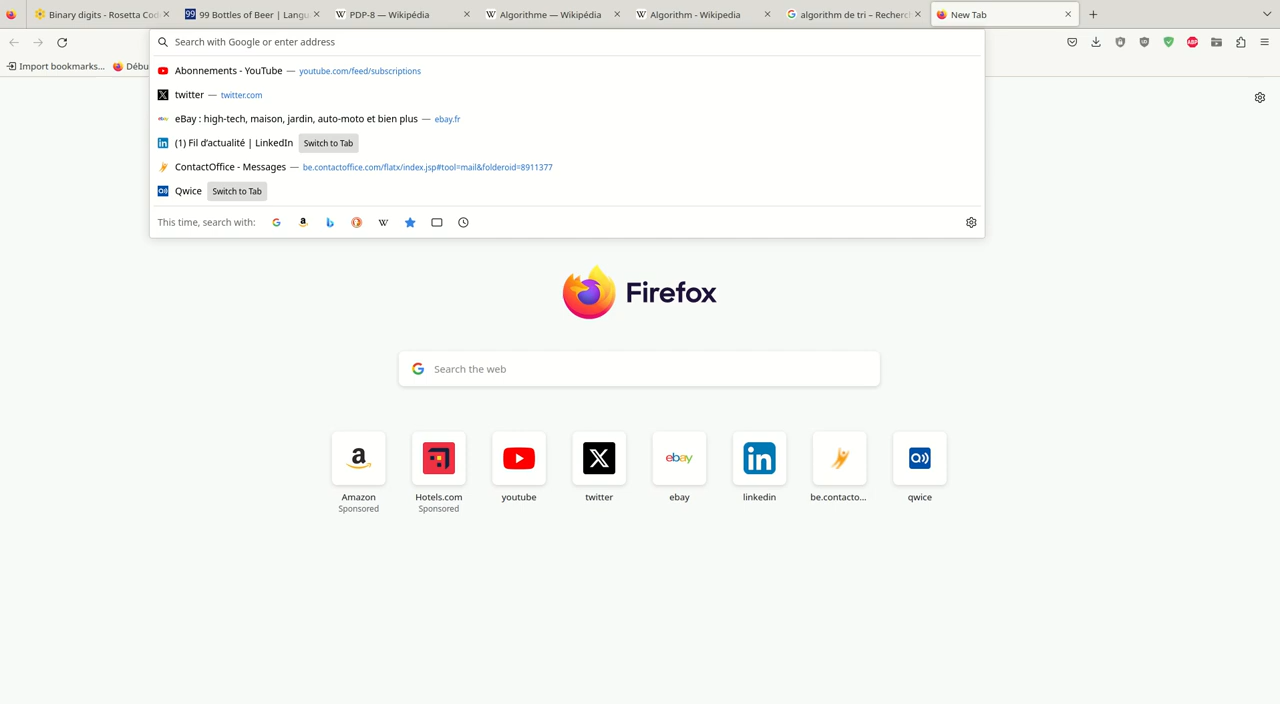 Binary digits - Rosetta Cod
99 Bottles of Beer | Langu
PDP-8 — Wikipédia
Algorithme — Wikipédia
Algorithm - Wikipedia
algorithm de tri – Recherc
New Tab
Search with Google or enter address
Import bookmarks...
Débu
Abonnements - YouTube — youtube.com/feed/subscriptions
twitter — twitter.com
eBay : high-tech, maison, jardin, auto-moto et bien plus — ebay.fr
(1) Fil d’actualité | LinkedIn Switch to Tab
ContactOffice - Messages — be.contactoffice.com/flatx/index.jsp#tool=mail&folderoid=8911377
Qwice Switch to Tab
This time, search with:
Firefox
Search the web
Amazon
Sponsored
Hotels.com
Sponsored
youtube
twitter
ebay
ebay
linkedin
be.contacto...
qwice